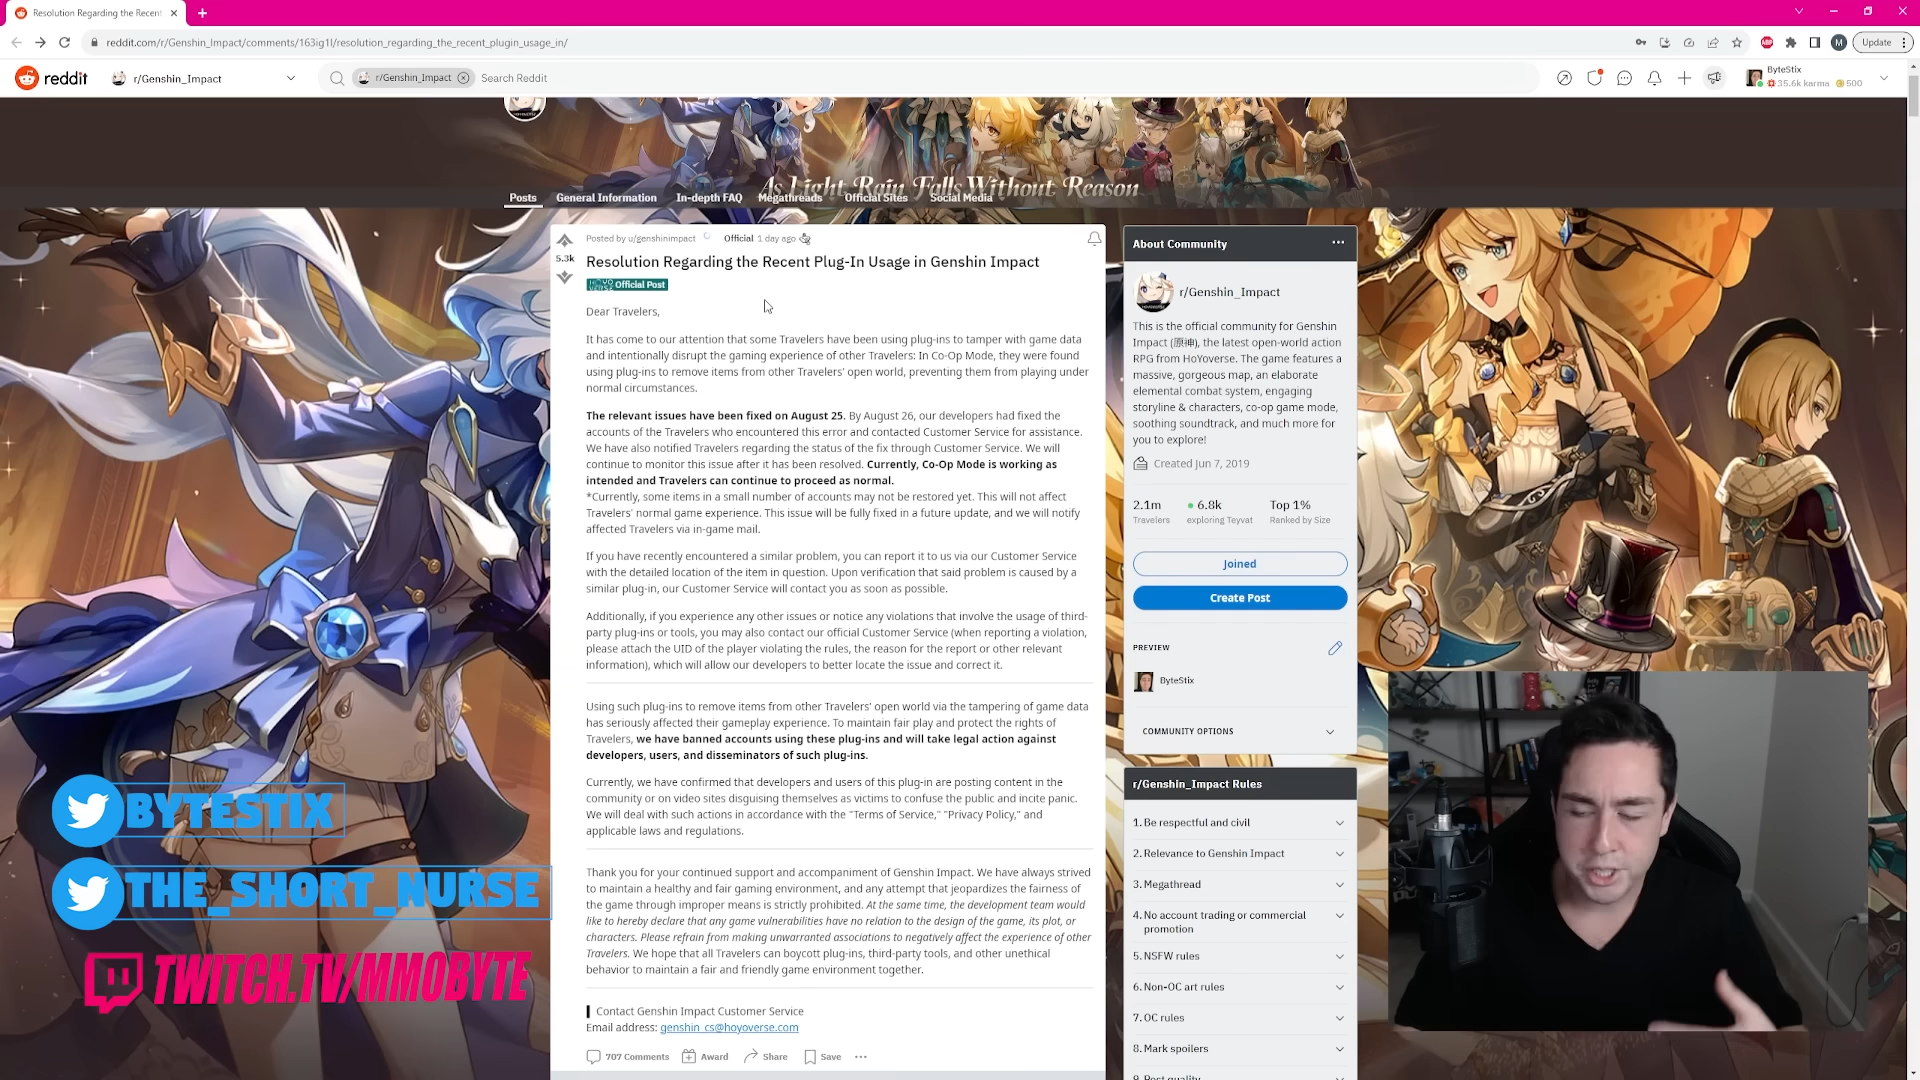 Resolution Regarding the Recent
reddit.com/r/Genshin_Impact/comments/163ig1l/resolution_regarding_the_recent_plugin_usage_in/
ABP
M
Update
reddit
r/Genshin_Impact
r/Genshin_Impact
Search Reddit
ByteStix
35.6k karma
500
As Light Rain Falls Without Reason
Posts
General Information
In-depth FAQ
Megathreads
Official Sites
Social Media
5.3k
Posted by u/genshinimpact
Official
1 day ago
Resolution Regarding the Recent Plug-In Usage in Genshin Impact
HOYOVERSE
Official Post
Dear Travelers,
It has come to our attention that some Travelers have been using plug-ins to tamper with game data
and intentionally disrupt the gaming experience of other Travelers: In Co-Op Mode, they were found
using plug-ins to remove items from other Travelers' open world, preventing them from playing under
normal circumstances.
The relevant issues have been fixed on August 25. By August 26, our developers had fixed the
accounts of the Travelers who encountered this error and contacted Customer Service for assistance.
We have also notified Travelers regarding the status of the fix through Customer Service. We will
continue to monitor this issue after it has been resolved. Currently, Co-Op Mode is working as
intended and Travelers can continue to proceed as normal.
*Currently, some items in a small number of accounts may not be restored yet. This will not affect
Travelers' normal game experience. This issue will be fully fixed in a future update, and we will notify
affected Travelers via in-game mail.
If you have recently encountered a similar problem, you can report it to us via our Customer Service
with the detailed location of the item in question. Upon verification that said problem is caused by a
similar plug-in, our Customer Service will contact you as soon as possible.
Additionally, if you experience any other issues or notice any violations that involve the usage of third-
party plug-ins or tools, you may also contact our official Customer Service (when reporting a violation,
please attach the UID of the player violating the rules, the reason for the report or other relevant
information), which will allow our developers to better locate the issue and correct it.
Using such plug-ins to remove items from other Travelers' open world via the tampering of game data
has seriously affected their gameplay experience. To maintain fair play and protect the rights of
Travelers, we have banned accounts using these plug-ins and will take legal action against
developers, users, and disseminators of such plug-ins.
Currently, we have confirmed that developers and users of this plug-in are posting content in the
community or on video sites disguising themselves as victims to confuse the public and incite panic.
We will deal with such actions in accordance with the "Terms of Service," "Privacy Policy," and
applicable laws and regulations.
Thank you for your continued support and accompaniment of Genshin Impact. We have always strived
to maintain a healthy and fair gaming environment, and any attempt that jeopardizes the fairness of
the game through improper means is strictly prohibited. At the same time, the development team would
like to hereby declare that any game vulnerabilities have no relation to the design of the game, its plot, or
characters. Please refrain from making unwarranted associations to negatively affect the experience of other
Travelers. We hope that all Travelers can boycott plug-ins, third-party tools, and other unethical
behavior to maintain a fair and friendly game environment together.
Contact Genshin Impact Customer Service
Email address: genshin_cs@hoyoverse.com
707 Comments
Award
Share
Save
About Community
r/Genshin_Impact
This is the official community for Genshin
Impact (原神), the latest open-world action
RPG from HoYoverse. The game features a
massive, gorgeous map, an elaborate
elemental combat system, engaging
storyline & characters, co-op game mode,
soothing soundtrack, and much more for
you to explore!
Created Jun 7, 2019
2.1m
6.8k
Top 1%
Travelers
exploring Teyvat
Ranked by Size
Joined
Create Post
PREVIEW
ByteStix
COMMUNITY OPTIONS
r/Genshin_Impact Rules
1. Be respectful and civil
2. Relevance to Genshin Impact
3. Megathread
4. No account trading or commercial
promotion
5. NSFW rules
6. Non-OC art rules
7. OC rules
8. Mark spoilers
9. Post quality
BYTESTIX
THE_SHORT_NURSE
TWITCH.TV/MMOBYTE